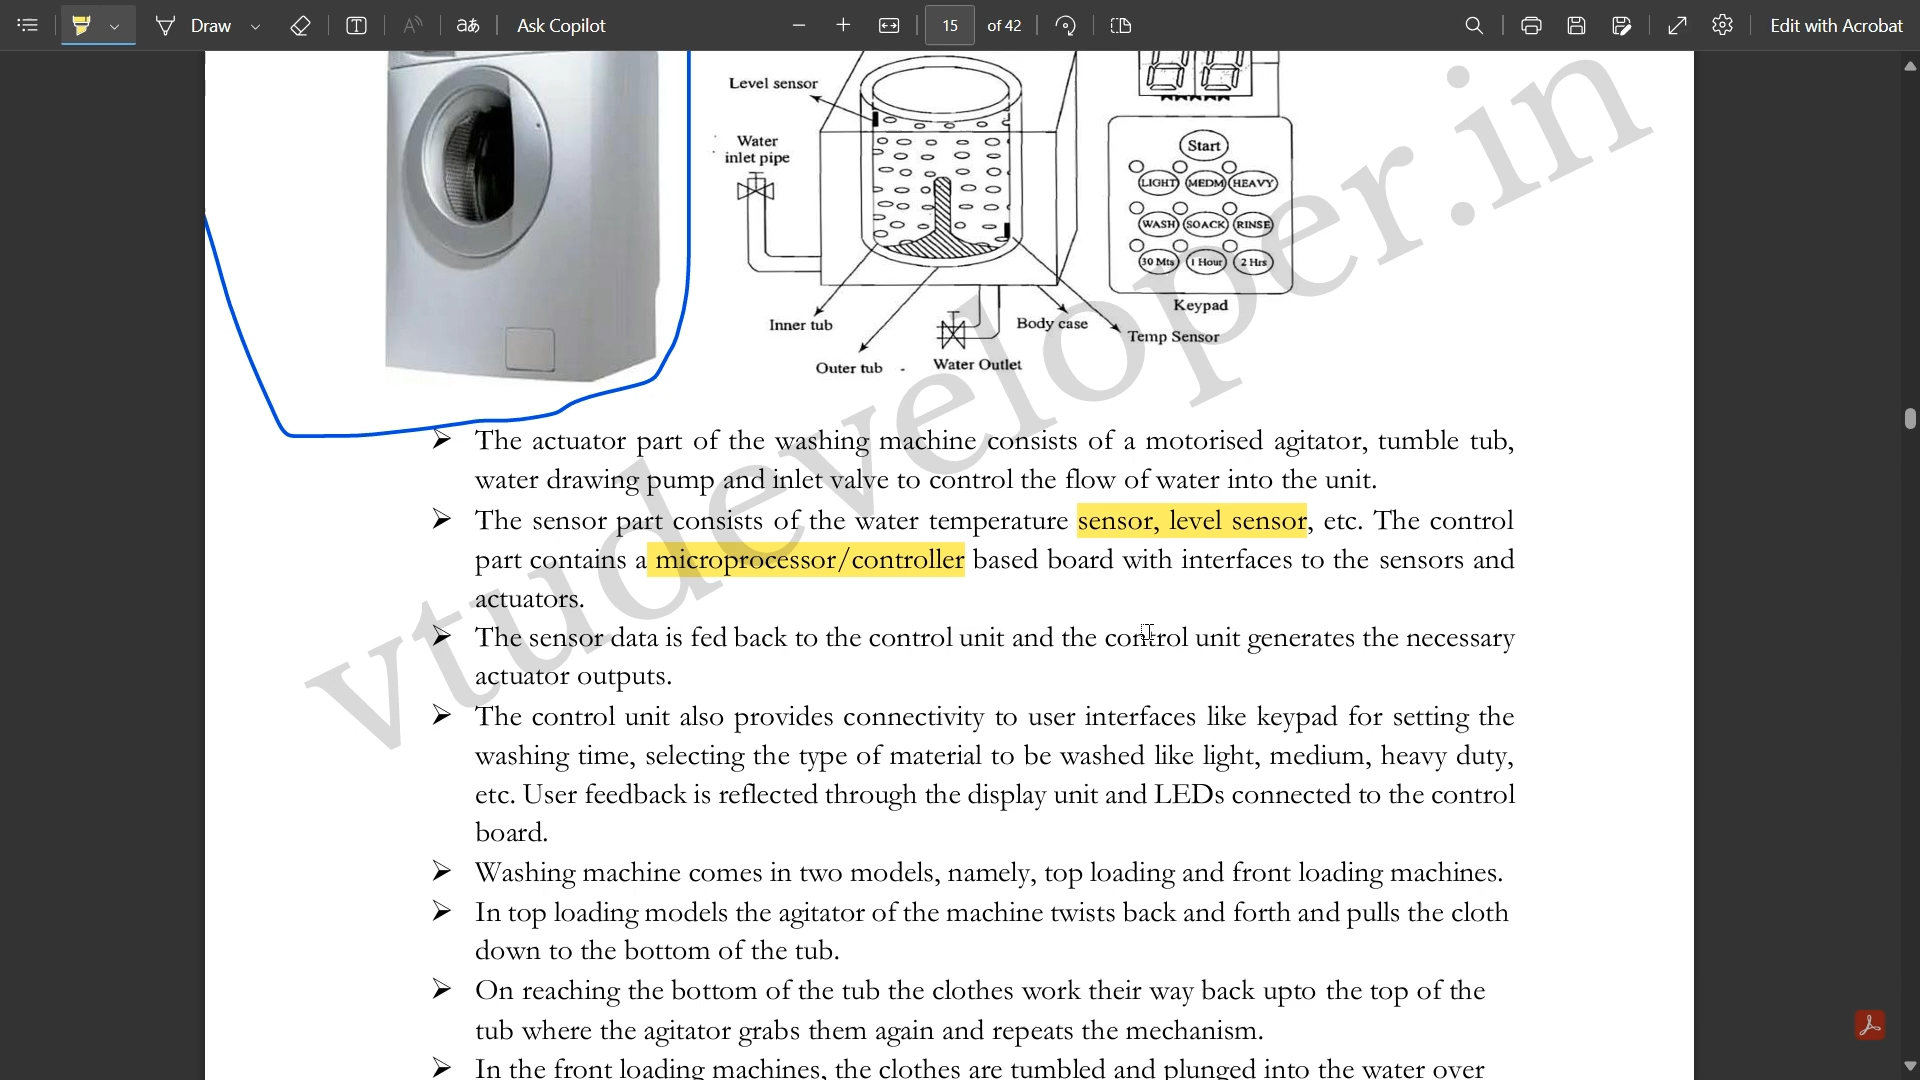 Draw
Ask Copilot
15 of 42
Edit with Acrobat
Level sensor
Water
inlet pipe
Start
LIGHT MEDM HEAVY
WASH SOACK RINSE
30 Mts 1 Hour 2 Hrs
Keypad
Inner tub
Body case
Temp Sensor
Outer tub
Water Outlet
vtudeveloper.in
➢ The actuator part of the washing machine consists of a motorised agitator, tumble tub,
water drawing pump and inlet valve to control the flow of water into the unit.
➢ The sensor part consists of the water temperature sensor, level sensor, etc. The control
part contains a microprocessor/controller based board with interfaces to the sensors and
actuators.
➢ The sensor data is fed back to the control unit and the control unit generates the necessary
actuator outputs.
➢ The control unit also provides connectivity to user interfaces like keypad for setting the
washing time, selecting the type of material to be washed like light, medium, heavy duty,
etc. User feedback is reflected through the display unit and LEDs connected to the control
board.
➢ Washing machine comes in two models, namely, top loading and front loading machines.
➢ In top loading models the agitator of the machine twists back and forth and pulls the cloth
down to the bottom of the tub.
➢ On reaching the bottom of the tub the clothes work their way back upto the top of the
tub where the agitator grabs them again and repeats the mechanism.
➢ In the front loading machines, the clothes are tumbled and plunged into the water over